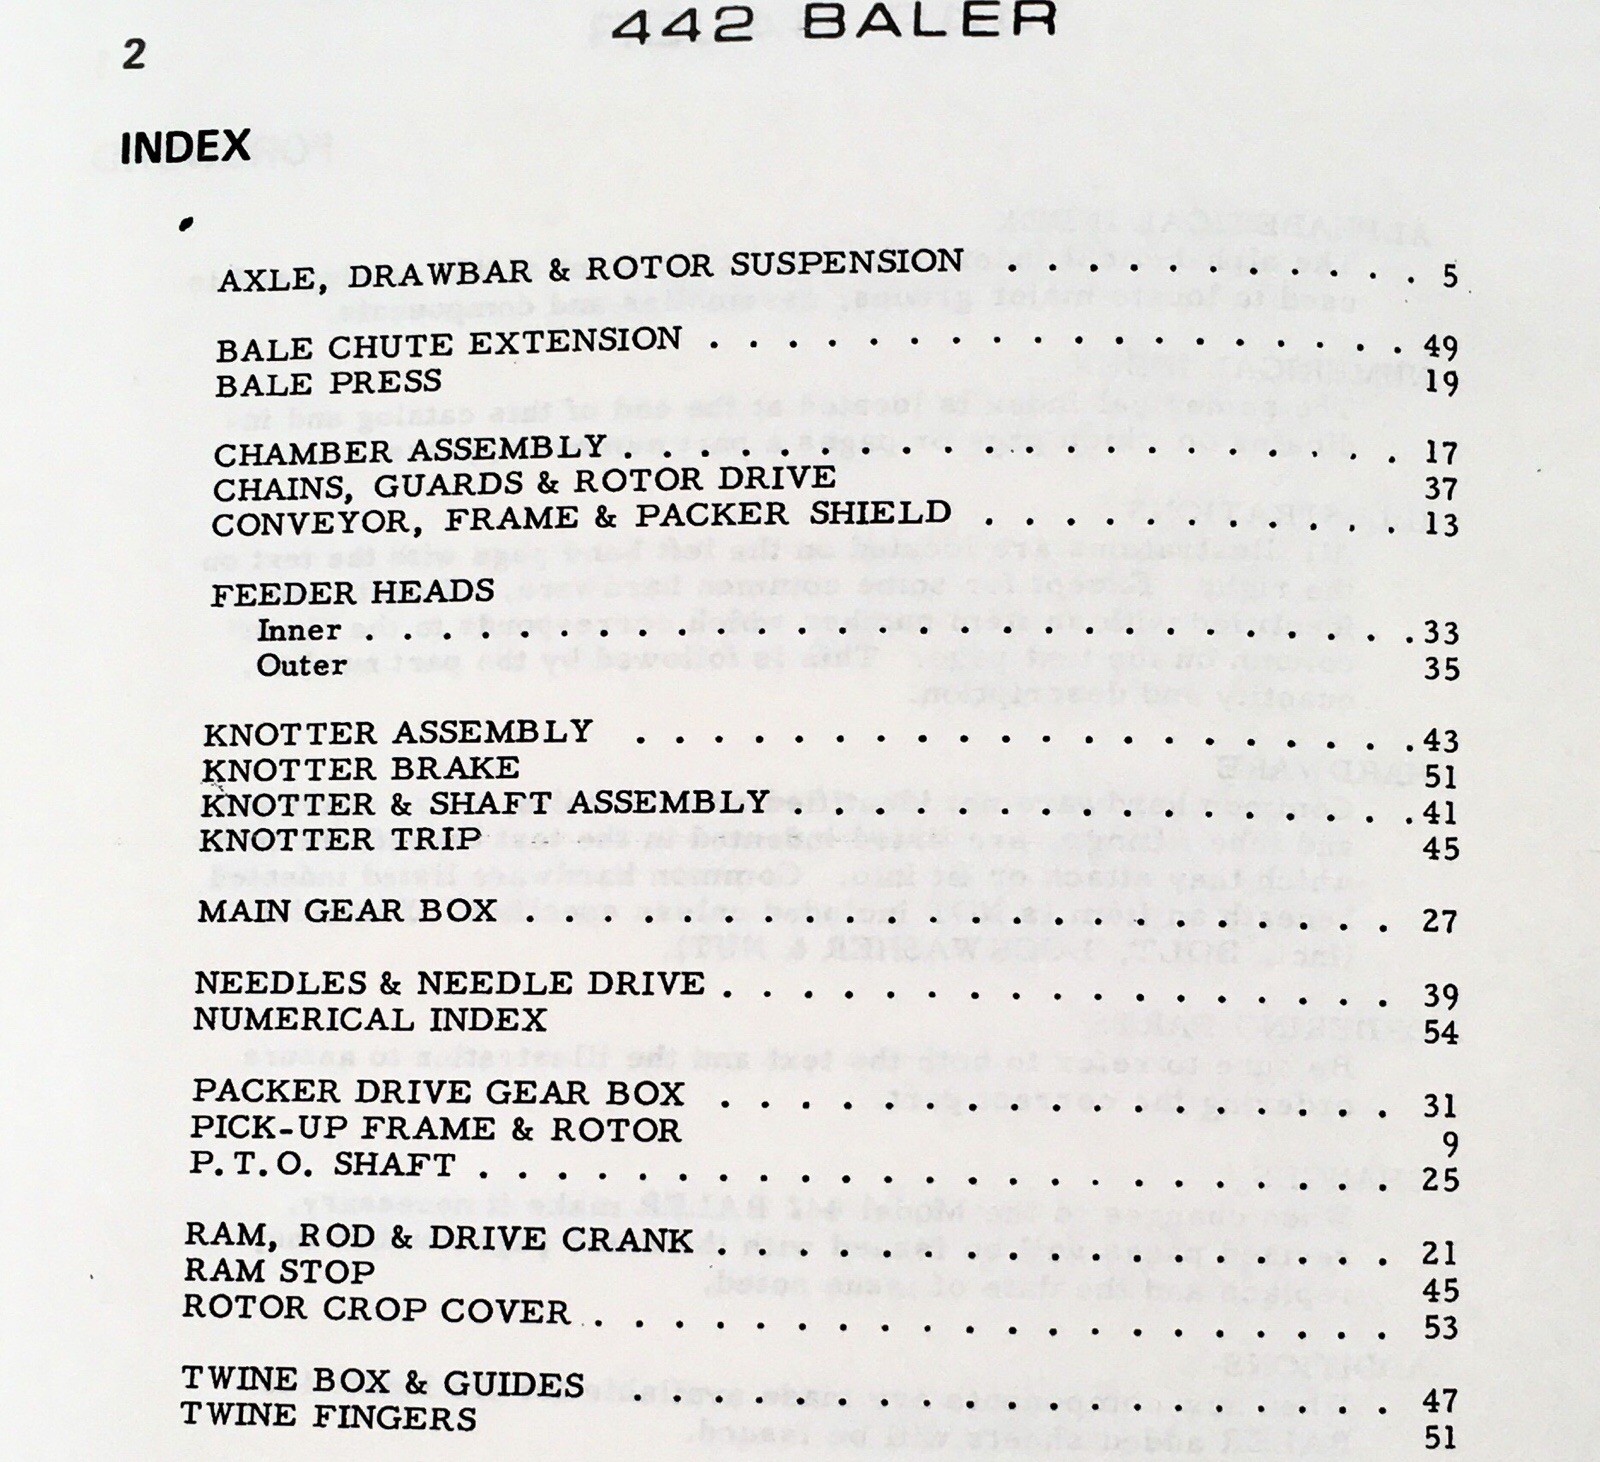 442 BALER
2
INDEX
AXLE, DRAWBAR & ROTOR SUSPENSION . . . . . . . . . . . . 5
BALE CHUTE EXTENSION . . . . . . . . . . . . . . . . . . 49
BALE PRESS 19
CHAMBER ASSEMBLY . . . . . . . . . . . . . . . . . . . . 17
CHAINS, GUARDS & ROTOR DRIVE 37
CONVEYOR, FRAME & PACKER SHIELD . . . . . . . . . . . . 13
FEEDER HEADS
Inner . . . . . . . . . . . . . . . . . . . . . . . . . . . 33
Outer 35
KNOTTER ASSEMBLY . . . . . . . . . . . . . . . . . . . . 43
KNOTTER BRAKE 51
KNOTTER & SHAFT ASSEMBLY . . . . . . . . . . . . . . . . 41
KNOTTER TRIP 45
MAIN GEAR BOX . . . . . . . . . . . . . . . . . . . . . . 27
NEEDLES & NEEDLE DRIVE . . . . . . . . . . . . . . . . . 39
NUMERICAL INDEX 54
PACKER DRIVE GEAR BOX . . . . . . . . . . . . . . . . . 31
PICK-UP FRAME & ROTOR 9
P.T.O. SHAFT . . . . . . . . . . . . . . . . . . . . . . . 25
RAM, ROD & DRIVE CRANK . . . . . . . . . . . . . . . . . 21
RAM STOP 45
ROTOR CROP COVER . . . . . . . . . . . . . . . . . . . . 53
TWINE BOX & GUIDES . . . . . . . . . . . . . . . . . . . 47
TWINE FINGERS 51